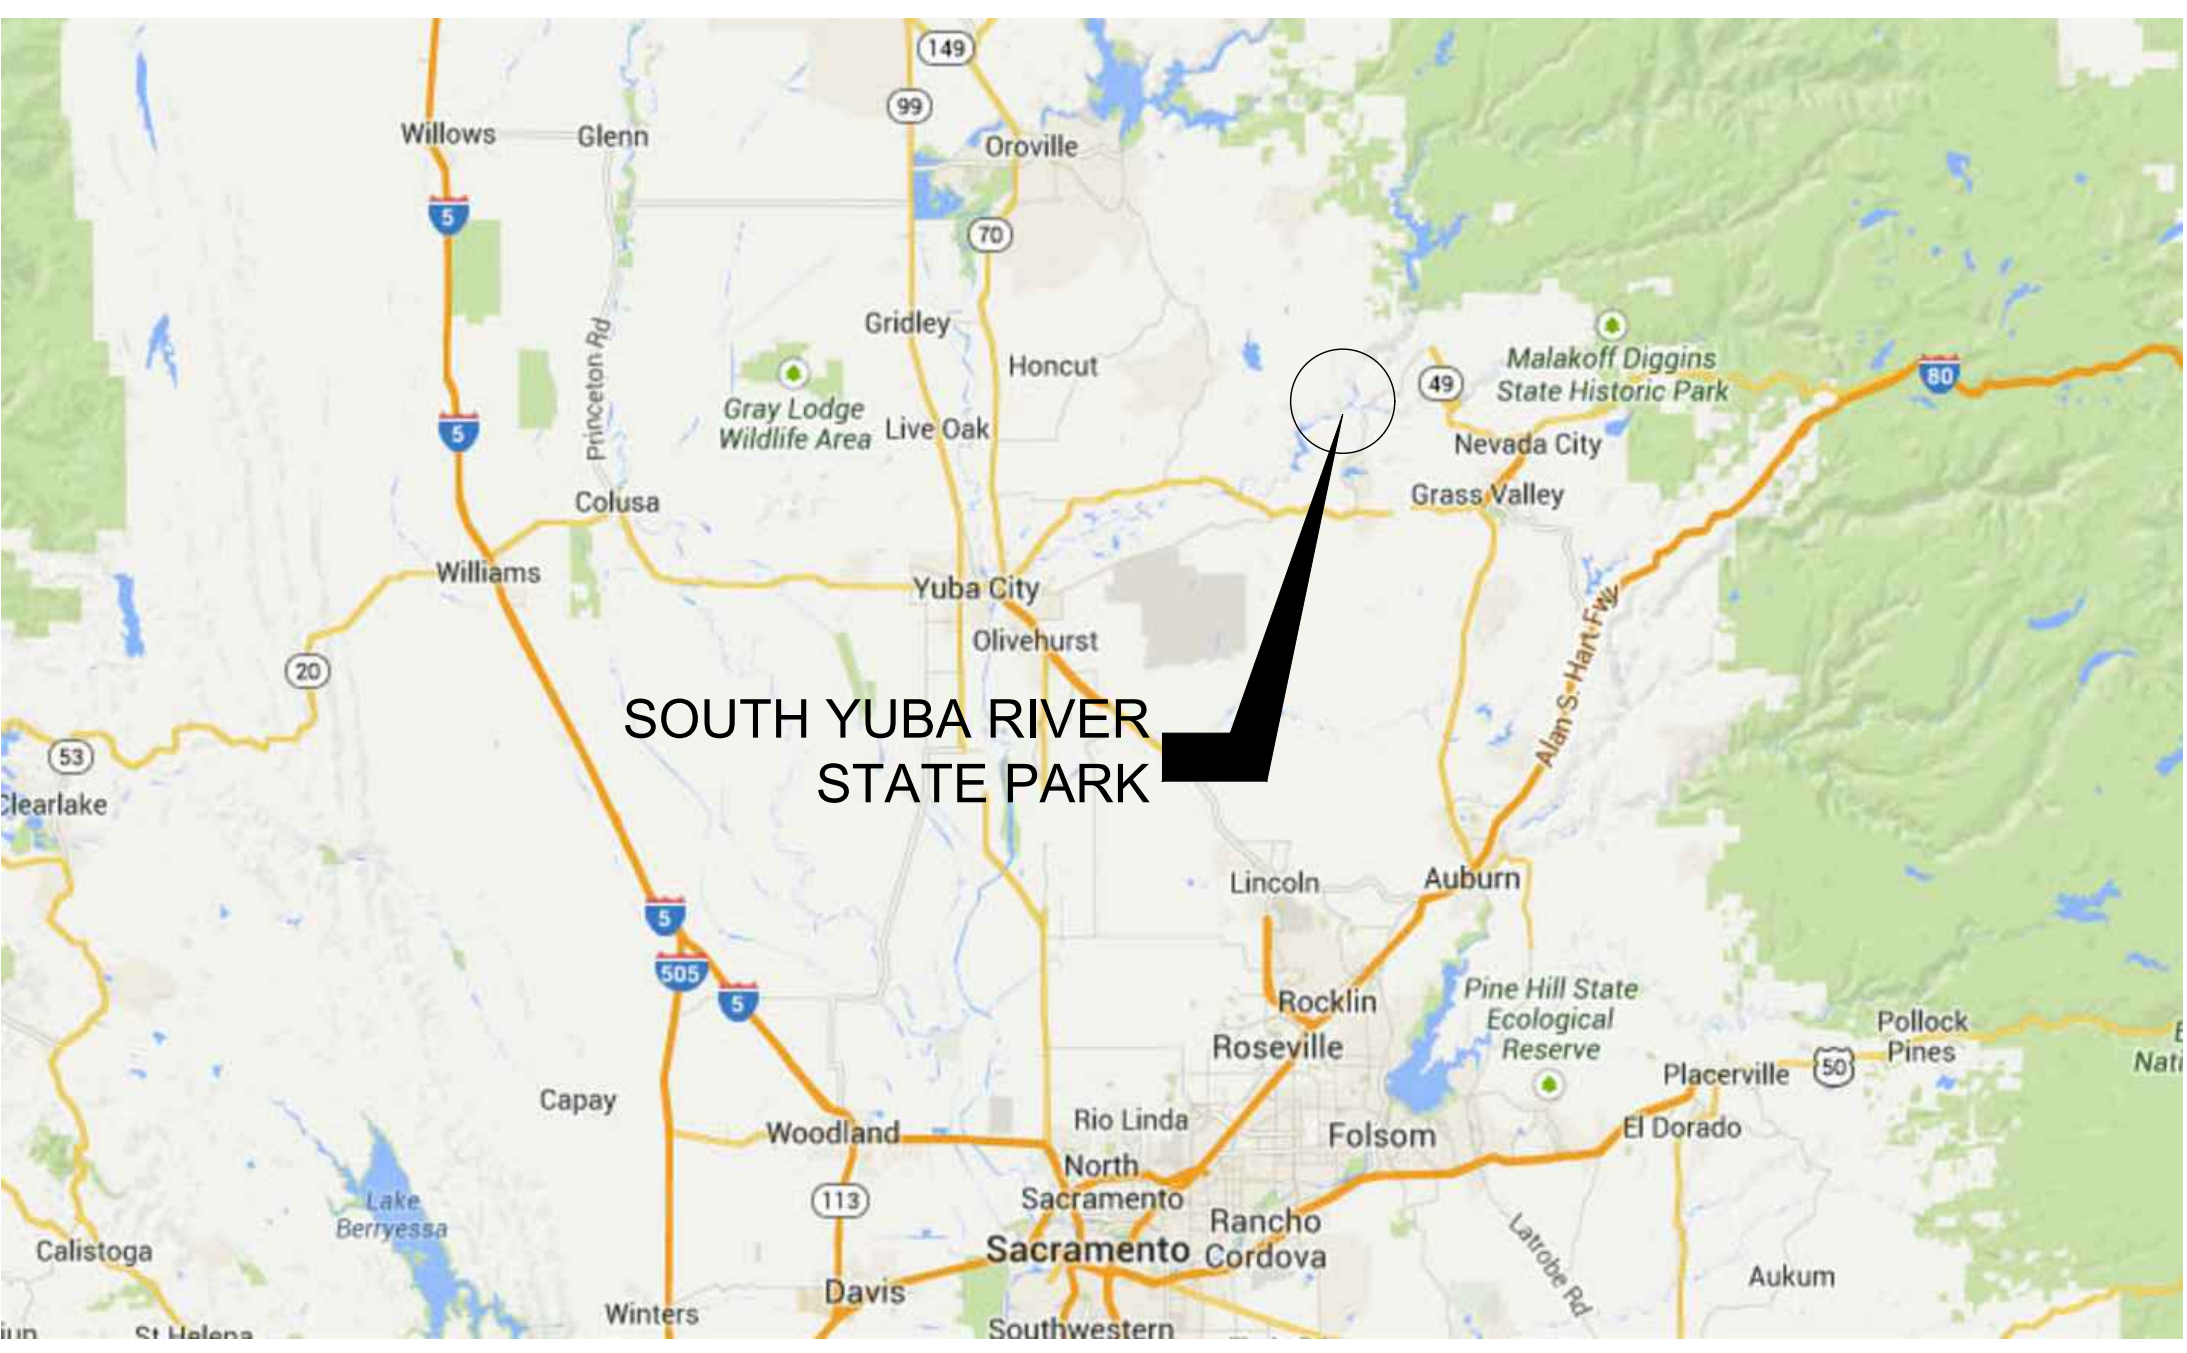 149
99
Willows
Glenn
Oroville
5
70
Gridley
Princeton Rd
Honcut
Malakoff Diggins
State Historic Park
80
49
Gray Lodge
Wildlife Area
Live Oak
5
Nevada City
Colusa
Grass Valley
Williams
Yuba City
Olivehurst
20
Alan S. Hart Fwy
SOUTH YUBA RIVER
STATE PARK
53
Clearlake
Lincoln
Auburn
5
505
5
Rocklin
Pine Hill State
Ecological
Reserve
Roseville
Pollock
Pines
50
Placerville
Nati
Capay
Rio Linda
Woodland
Folsom
El Dorado
North
Sacramento
113
Lake
Berryessa
Rancho
Cordova
Sacramento
Latrobe Rd
Calistoga
Davis
Aukum
Winters
Southwestern
St Helena